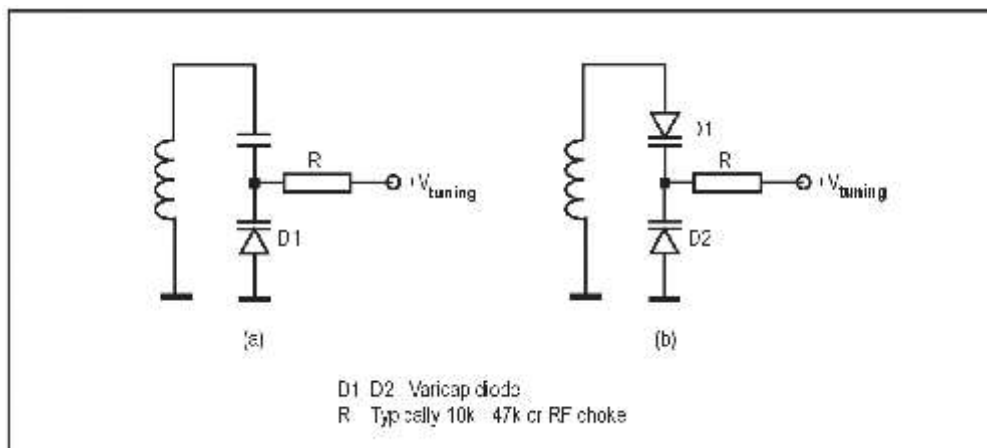 R
+V tuning
D1
(a)
D1
R
+V tuning
D2
(b)
D1 D2 Varicap diode
R Typically 10k 47k or RF choke